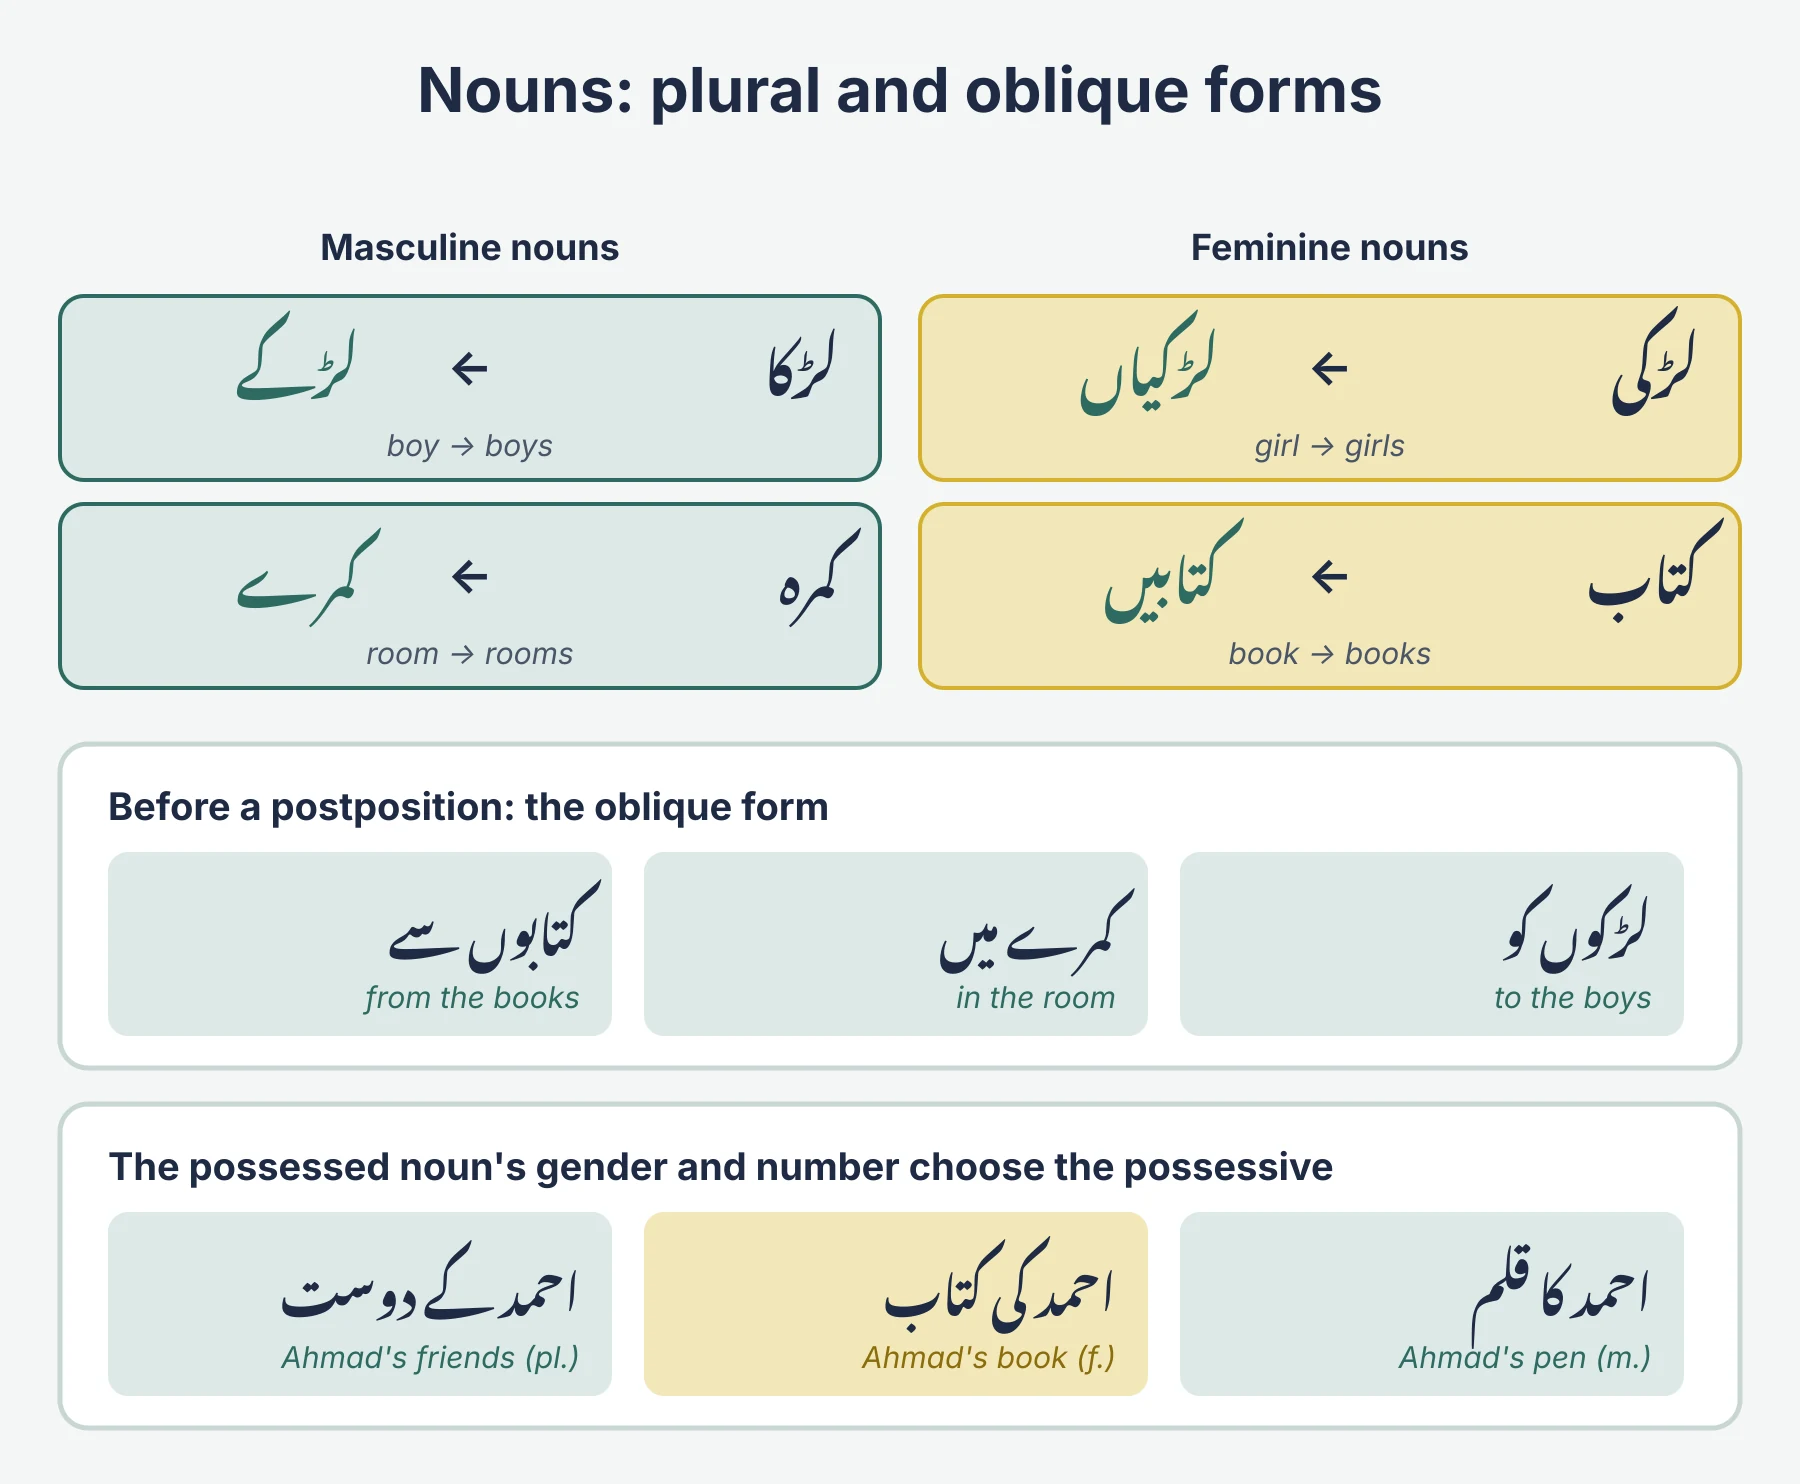 Nouns: plural and oblique forms
Masculine nouns
لڑکا ← لڑکے
boy → boys
کمرہ ← کمرے
room → rooms
Feminine nouns
لڑکی ← لڑکیاں
girl → girls
کتاب ← کتابیں
book → books
Before a postposition: the oblique form
لڑکوں کو
to the boys
کمرے میں
in the room
کتابوں سے
from the books
The possessed noun's gender and number choose the possessive
احمد کا قلم
Ahmad's pen (m.)
احمد کی کتاب
Ahmad's book (f.)
احمد کے دوست
Ahmad's friends (pl.)